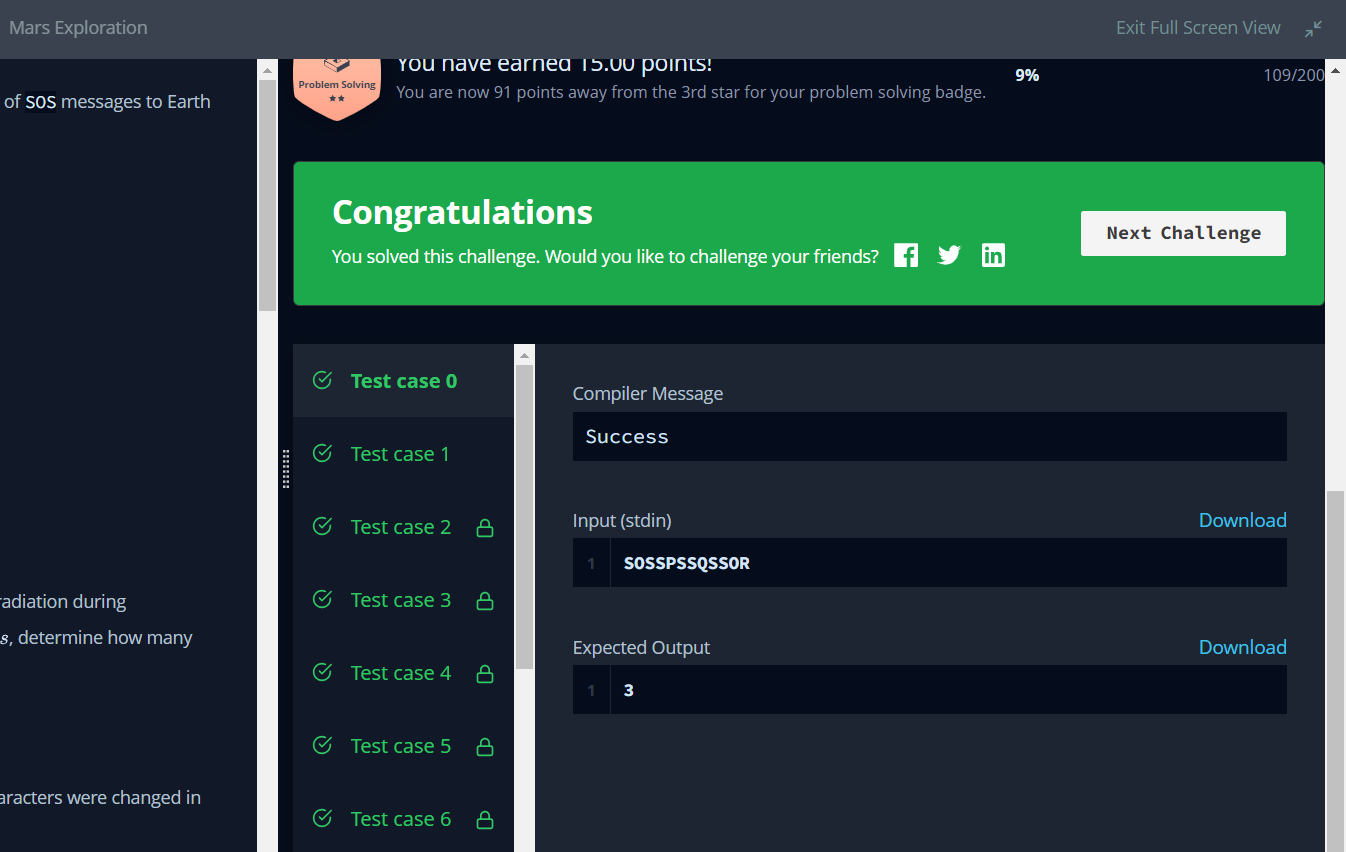 Mars Exploration
Exit Full Screen View
of SOS messages to Earth
radiation during
s, determine how many
aracters were changed in
Problem Solving
You have earned 15.00 points!
You are now 91 points away from the 3rd star for your problem solving badge.
9%
109/200
Congratulations
You solved this challenge. Would you like to challenge your friends?
Next Challenge
Test case 0
Test case 1
Test case 2
Test case 3
Test case 4
Test case 5
Test case 6
Compiler Message
Success
Input (stdin)
Download
1 SOSSPSSQSSOR
Expected Output
Download
1 3